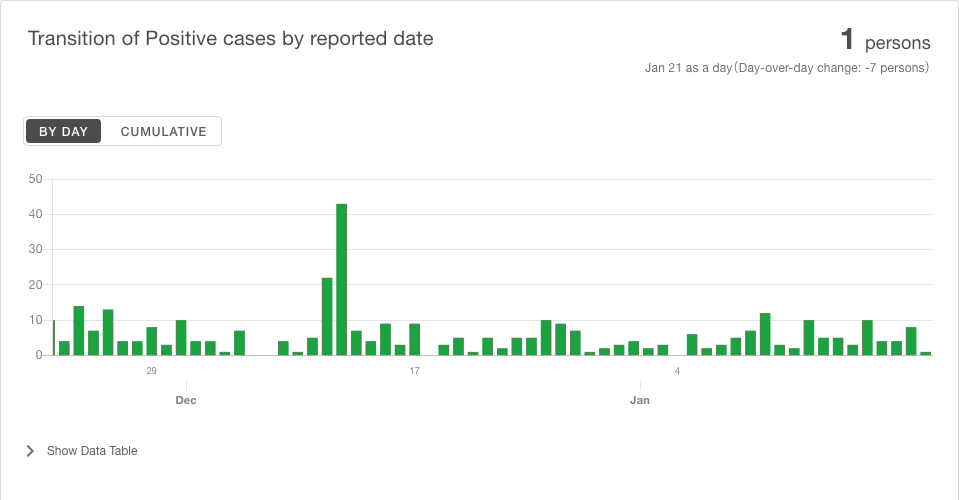 Transition of Positive cases by reported date
1 persons
Jan 21 as a day(Day-over-day change: -7 persons)
BY DAY CUMULATIVE
50
40
30
20
10
0
29 17 4
Dec Jan
Show Data Table